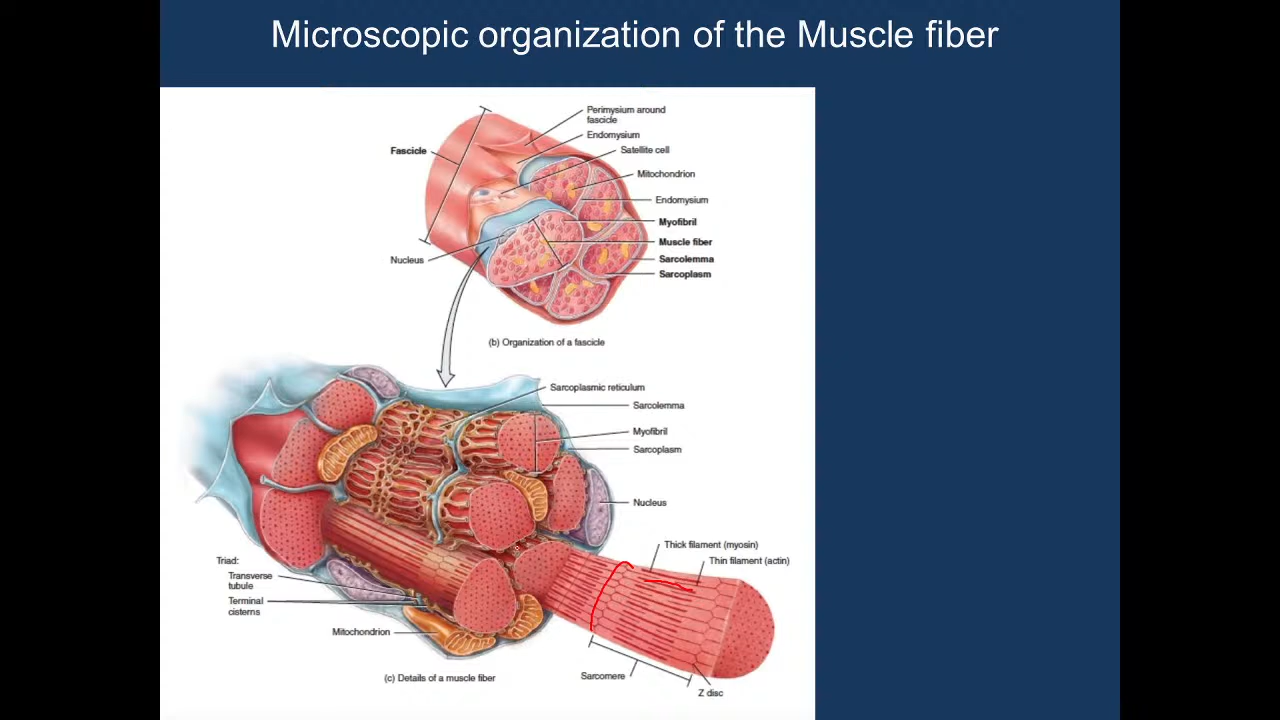 Microscopic organization of the Muscle fiber
Perimysium around
fascicle
Endomysium
Fascicle
Satellite cell
Mitochondrion
Endomysium
Myofibril
Muscle fiber
Nucleus
Sarcolemma
Sarcoplasm
(b) Organization of a fascicle
Sarcoplasmic reticulum
Sarcolemma
Myofibril
Sarcoplasm
Nucleus
Thick filament (myosin)
Thin filament (actin)
Triad:
Transverse
tubule
Terminal
cisterns
Mitochondrion
Sarcomere
(c) Details of a muscle fiber
Z disc